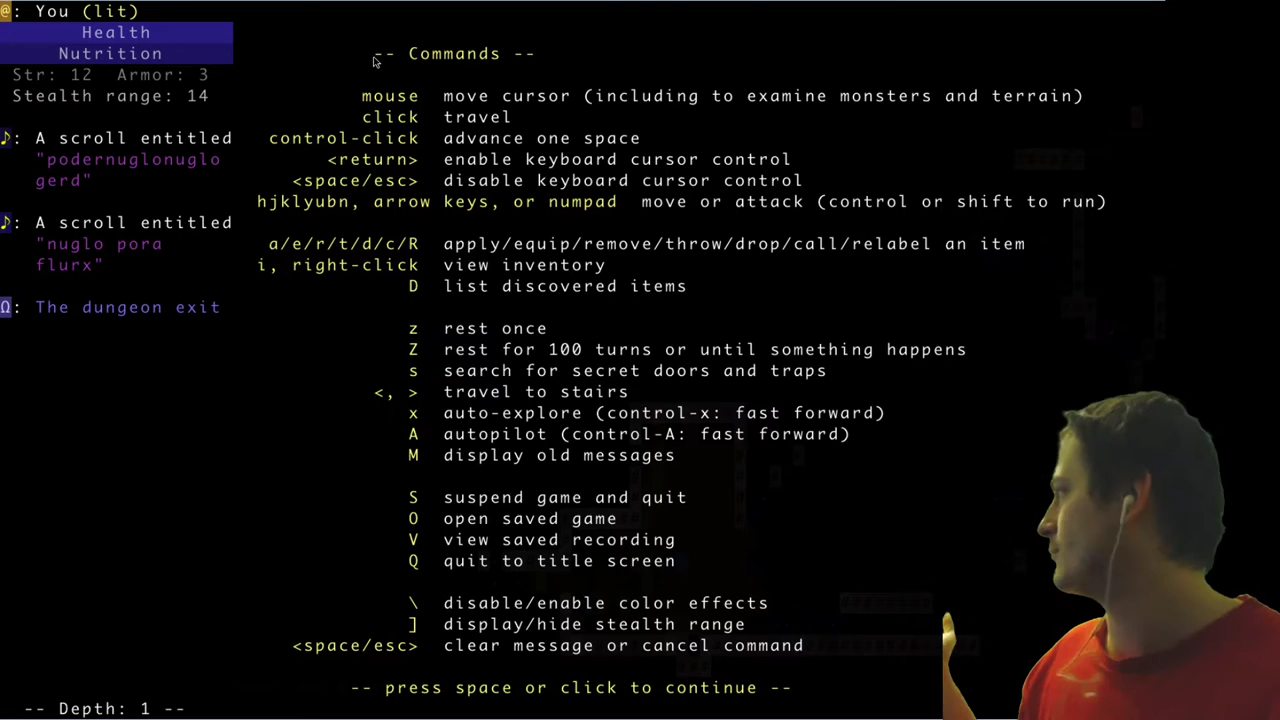 @: You (lit)
Health
Nutrition
Str: 12 Armor: 3
Stealth range: 14
♪: A scroll entitled
"podernuglonuglo
gerd"
♪: A scroll entitled
"nuglo pora
flurx"
Ω: The dungeon exit
-- Commands --
mouse move cursor (including to examine monsters and terrain)
click travel
control-click advance one space
<return> enable keyboard cursor control
<space/esc> disable keyboard cursor control
hjklyubn, arrow keys, or numpad move or attack (control or shift to run)
a/e/r/t/d/c/R apply/equip/remove/throw/drop/call/relabel an item
i, right-click view inventory
D list discovered items
z rest once
Z rest for 100 turns or until something happens
s search for secret doors and traps
<, > travel to stairs
x auto-explore (control-x: fast forward)
A autopilot (control-A: fast forward)
M display old messages
S suspend game and quit
O open saved game
V view saved recording
Q quit to title screen
\ disable/enable color effects
] display/hide stealth range
<space/esc> clear message or cancel command
-- press space or click to continue --
-- Depth: 1 --